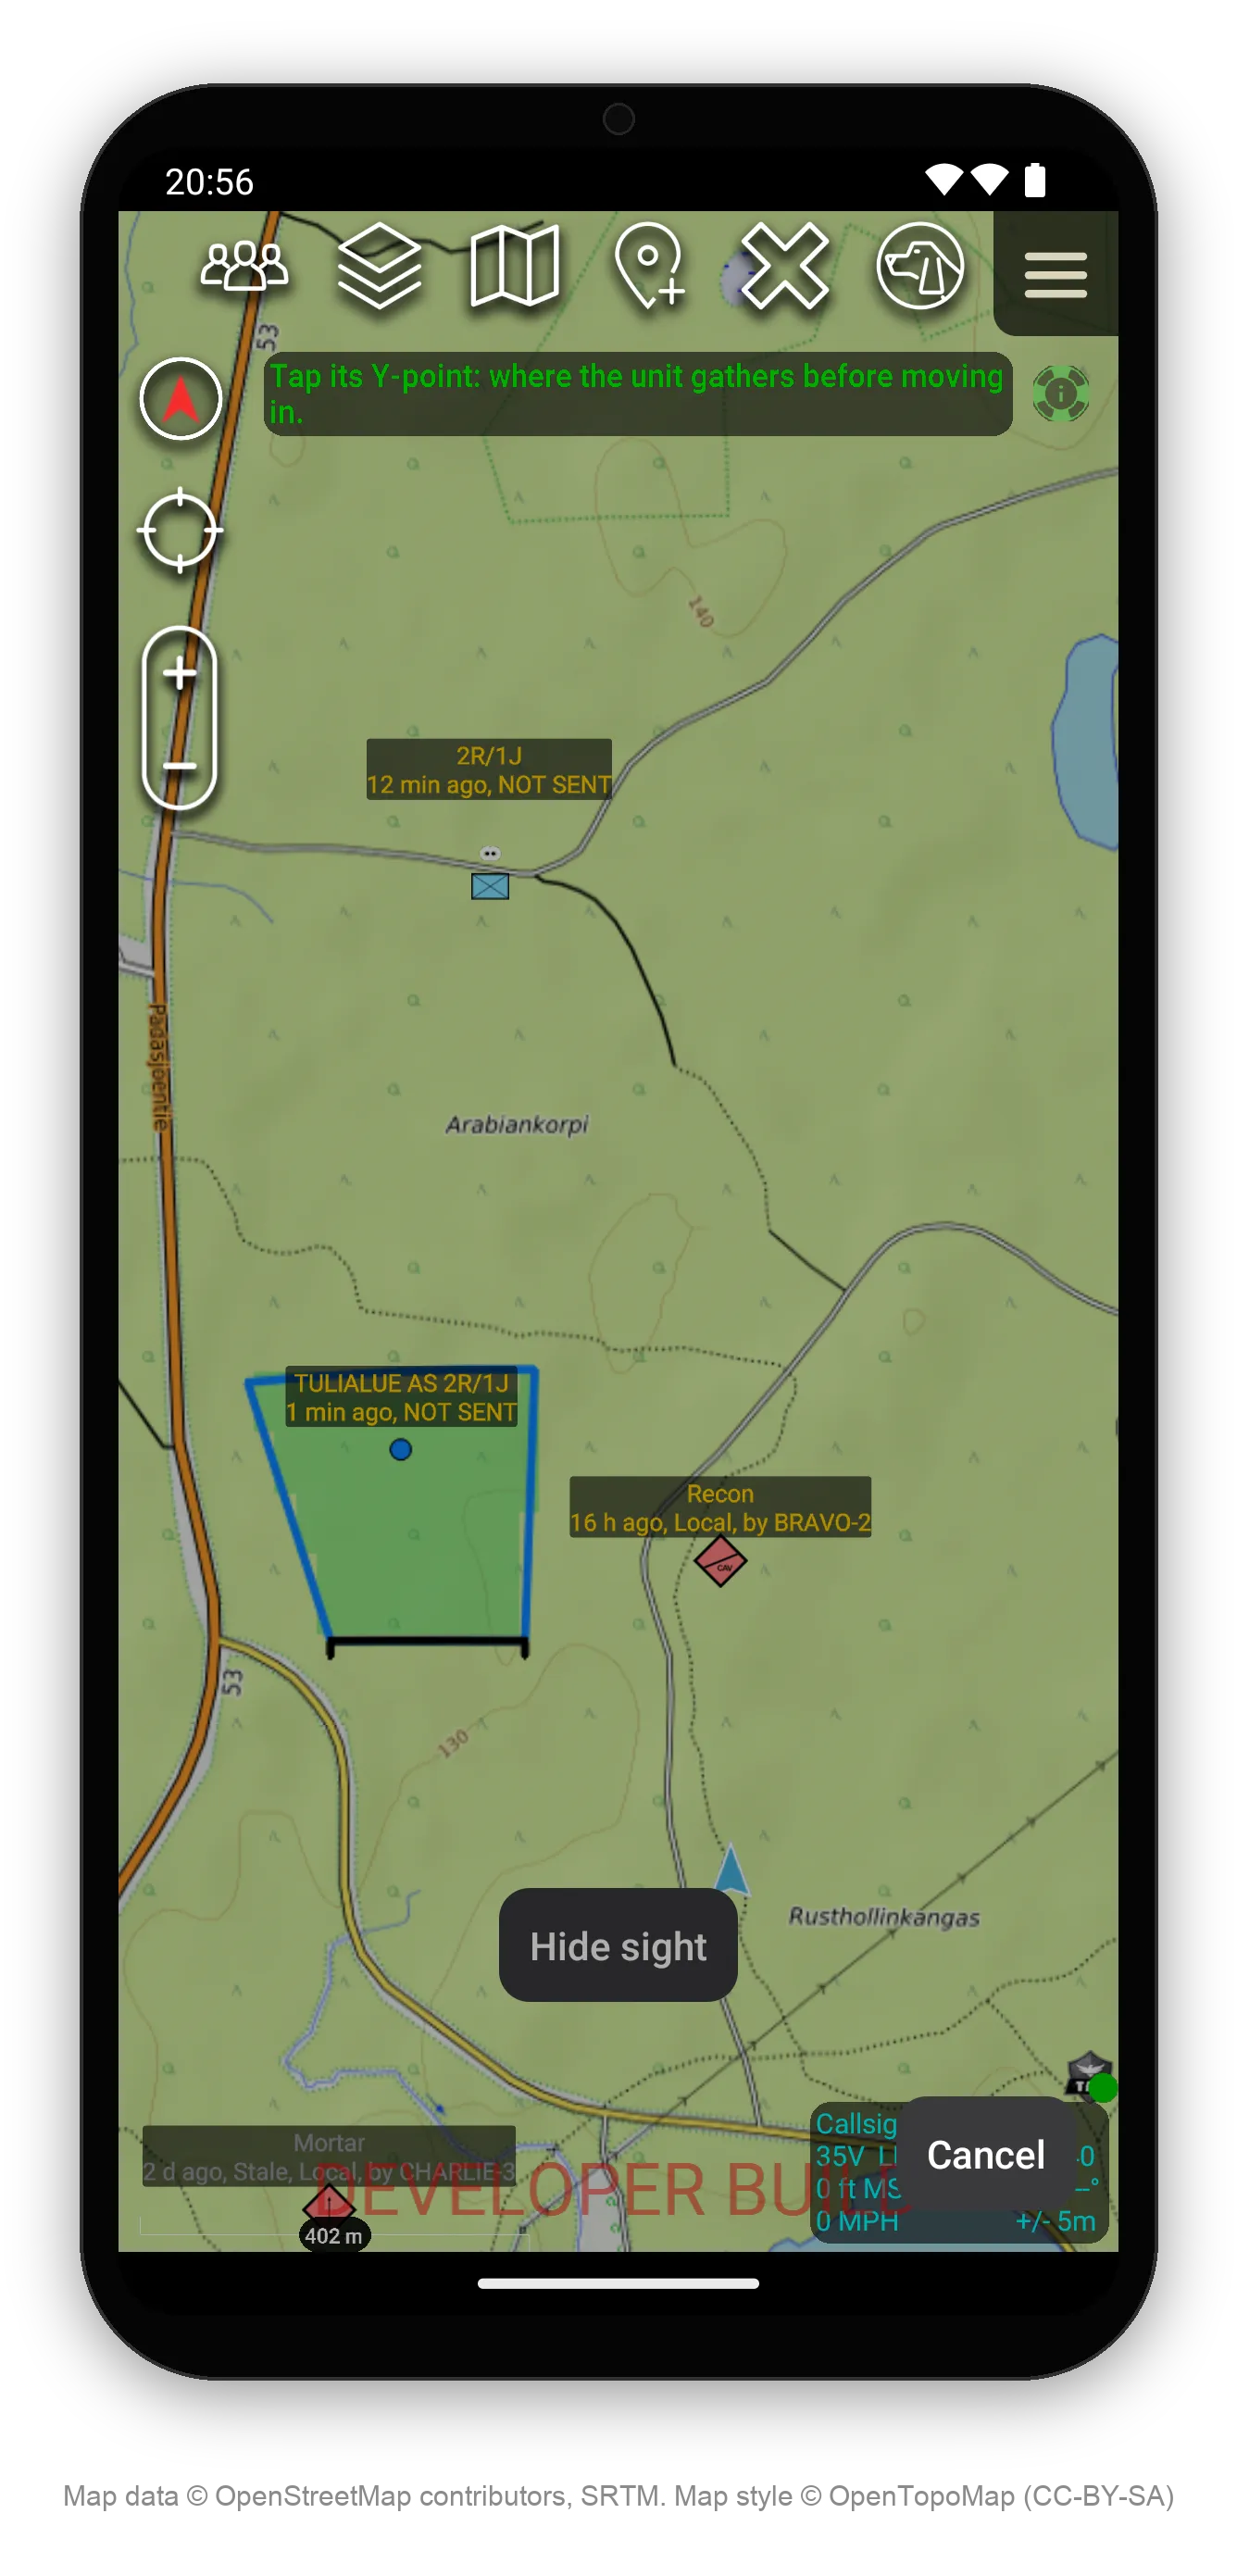 20:56
53
Tap its Y-point: where the unit gathers before moving
in.
140
2R/1J
12 min ago, NOT SENT
Padasjoentie
Arabiankorpi
TULIALUE AS 2R/1J
1 min ago, NOT SENT
Recon
16 h ago, Local, by BRAVO-2
CAV
53
130
Rusthollinkangas
Hide sight
Callsig
35V
Cancel
0 ft MS
0 MPH
+/- 5m
Mortar
2 d ago, Stale, Local, by CHARLIE-3
DEVELOPER BUILD
402 m
Map data © OpenStreetMap contributors, SRTM. Map style © OpenTopoMap (CC-BY-SA)